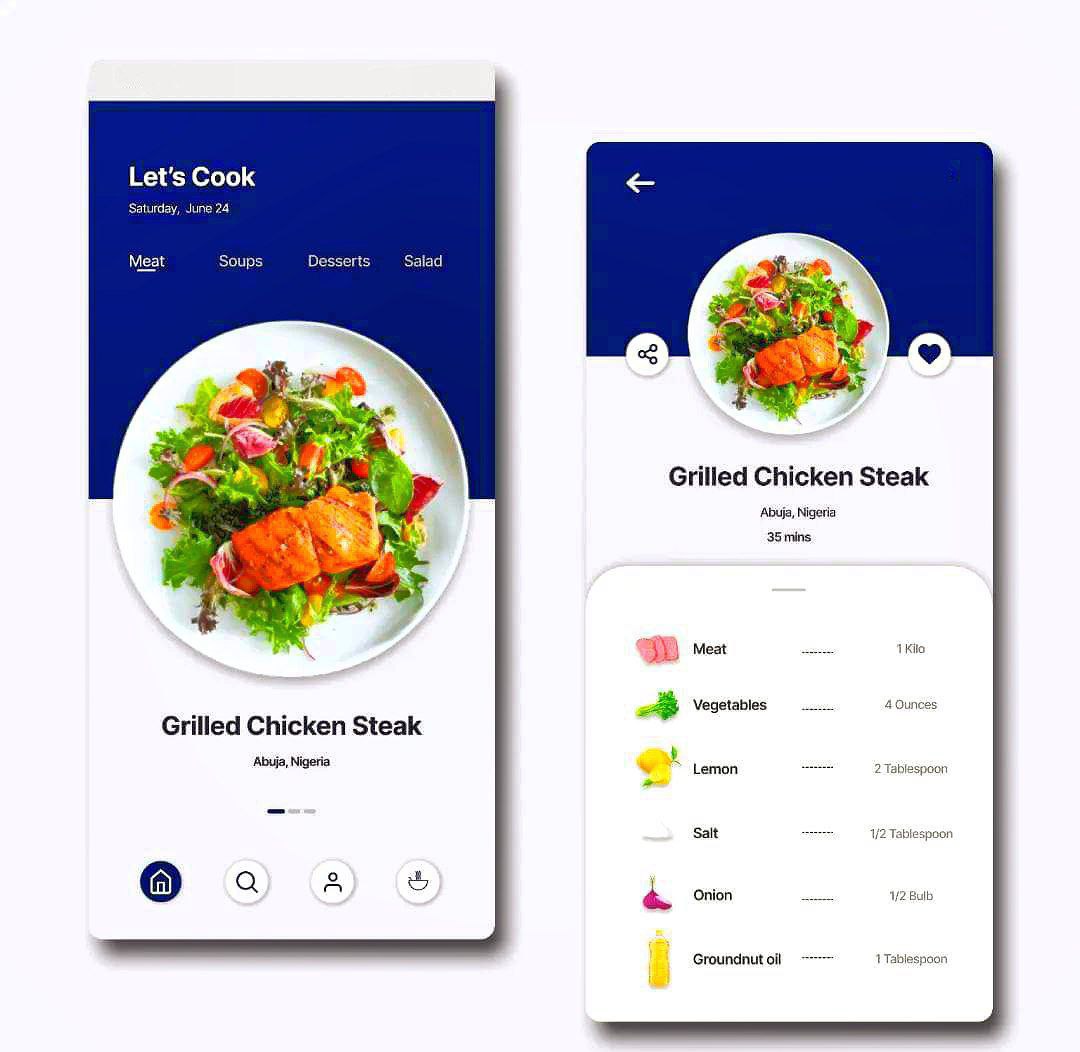 Let's Cook
Saturday, June 24
Meat Soups Desserts Salad
Grilled Chicken Steak
Abuja, Nigeria
Grilled Chicken Steak
Abuja, Nigeria
35 mins
Meat -------- 1 Kilo
Vegetables -------- 4 Ounces
Lemon -------- 2 Tablespoon
Salt -------- 1/2 Tablespoon
Onion -------- 1/2 Bulb
Groundnut oil -------- 1 Tablespoon